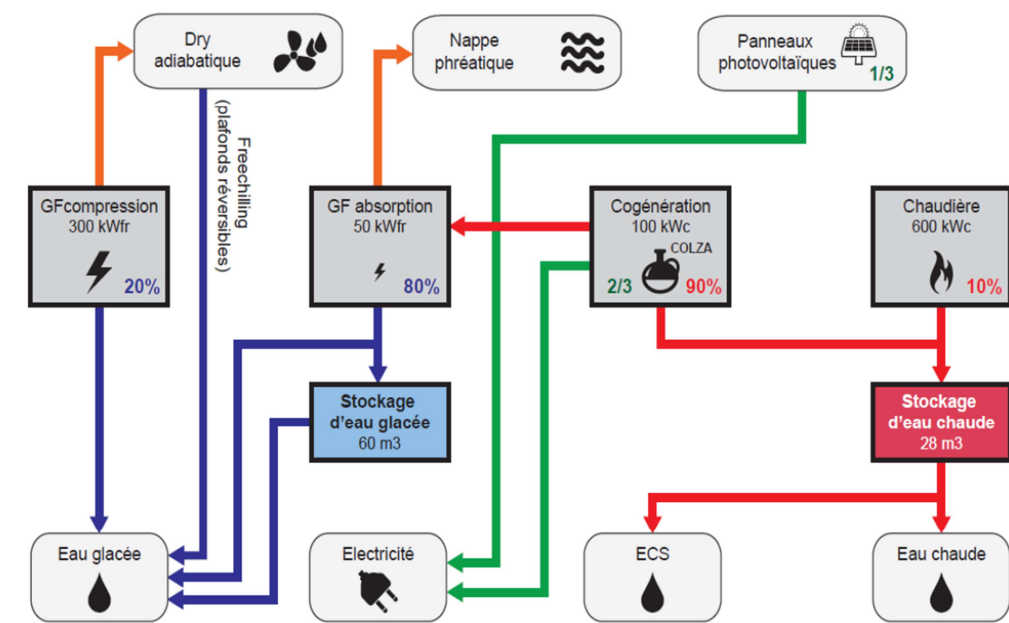 Dry
adiabatique
Nappe
phréatique
Panneaux
photovoltaïques
1/3
Freechilling
(plafonds réversibles)
GFcompression
300 kWfr
20%
GF absorption
50 kWfr
80%
Cogénération
100 kWc
COLZA
2/3
90%
Chaudière
600 kWc
10%
Stockage
d'eau glacée
60 m3
Stockage
d'eau chaude
28 m3
Eau glacée
Electricité
ECS
Eau chaude